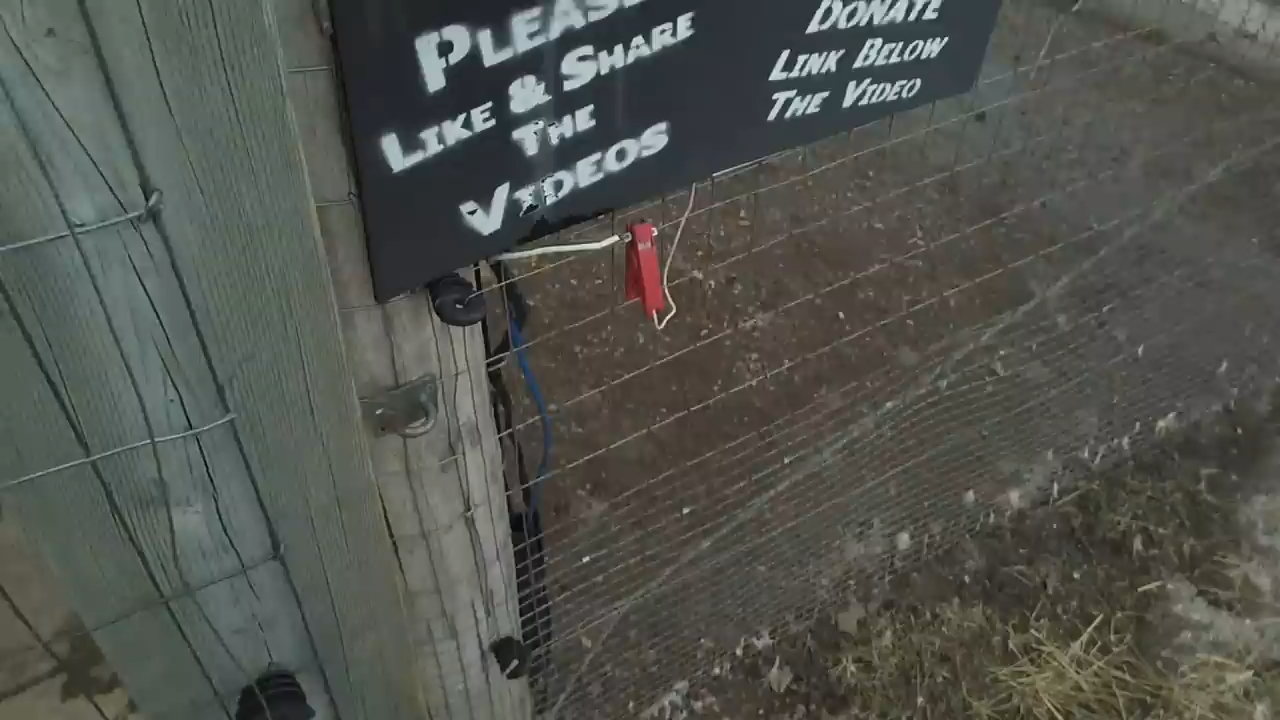 PLEASE
LIKE & SHARE
THE
VIDEOS
DONATE
LINK BELOW
THE VIDEO